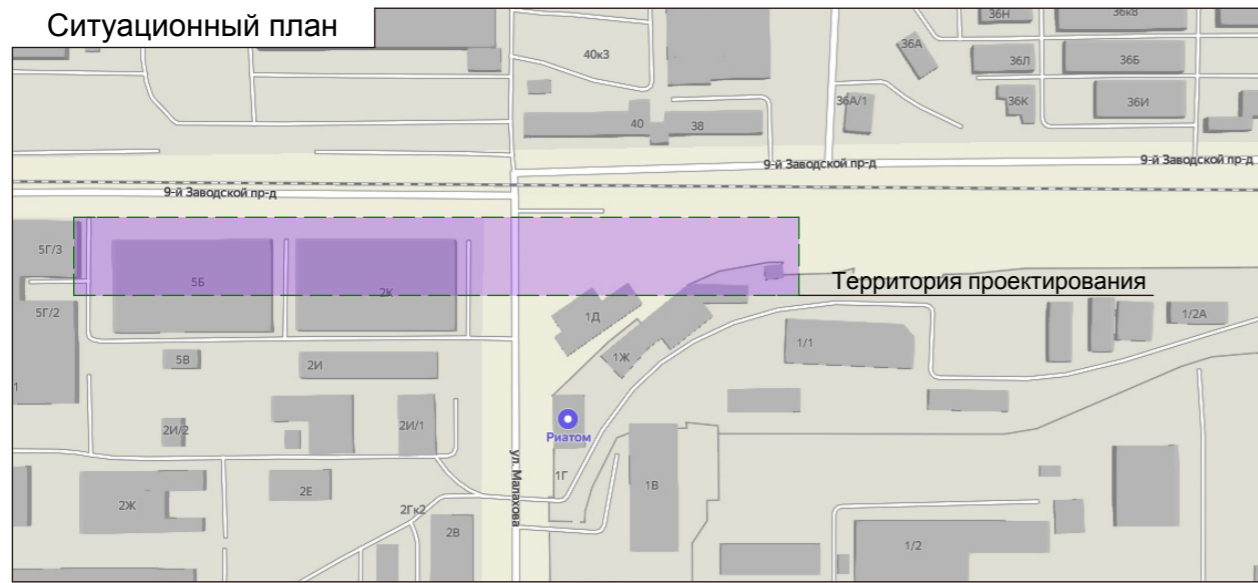 Ситуационный план
36Н
36к8
40к3
36А
36Л
36Б
36А/1
36К
36И
40
38
9-й Заводской пр-д
9-й Заводской пр-д
9-й Заводской пр-д
5Г/3
5Б
2К
Территория проектирования
5Г/2
1Д
1/2А
1/1
5В
2И
1Ж
1
2И/2
2И/1
Риатом
ул. Малахова
1Г
1В
2Е
2Ж
2Гк2
2В
1/2